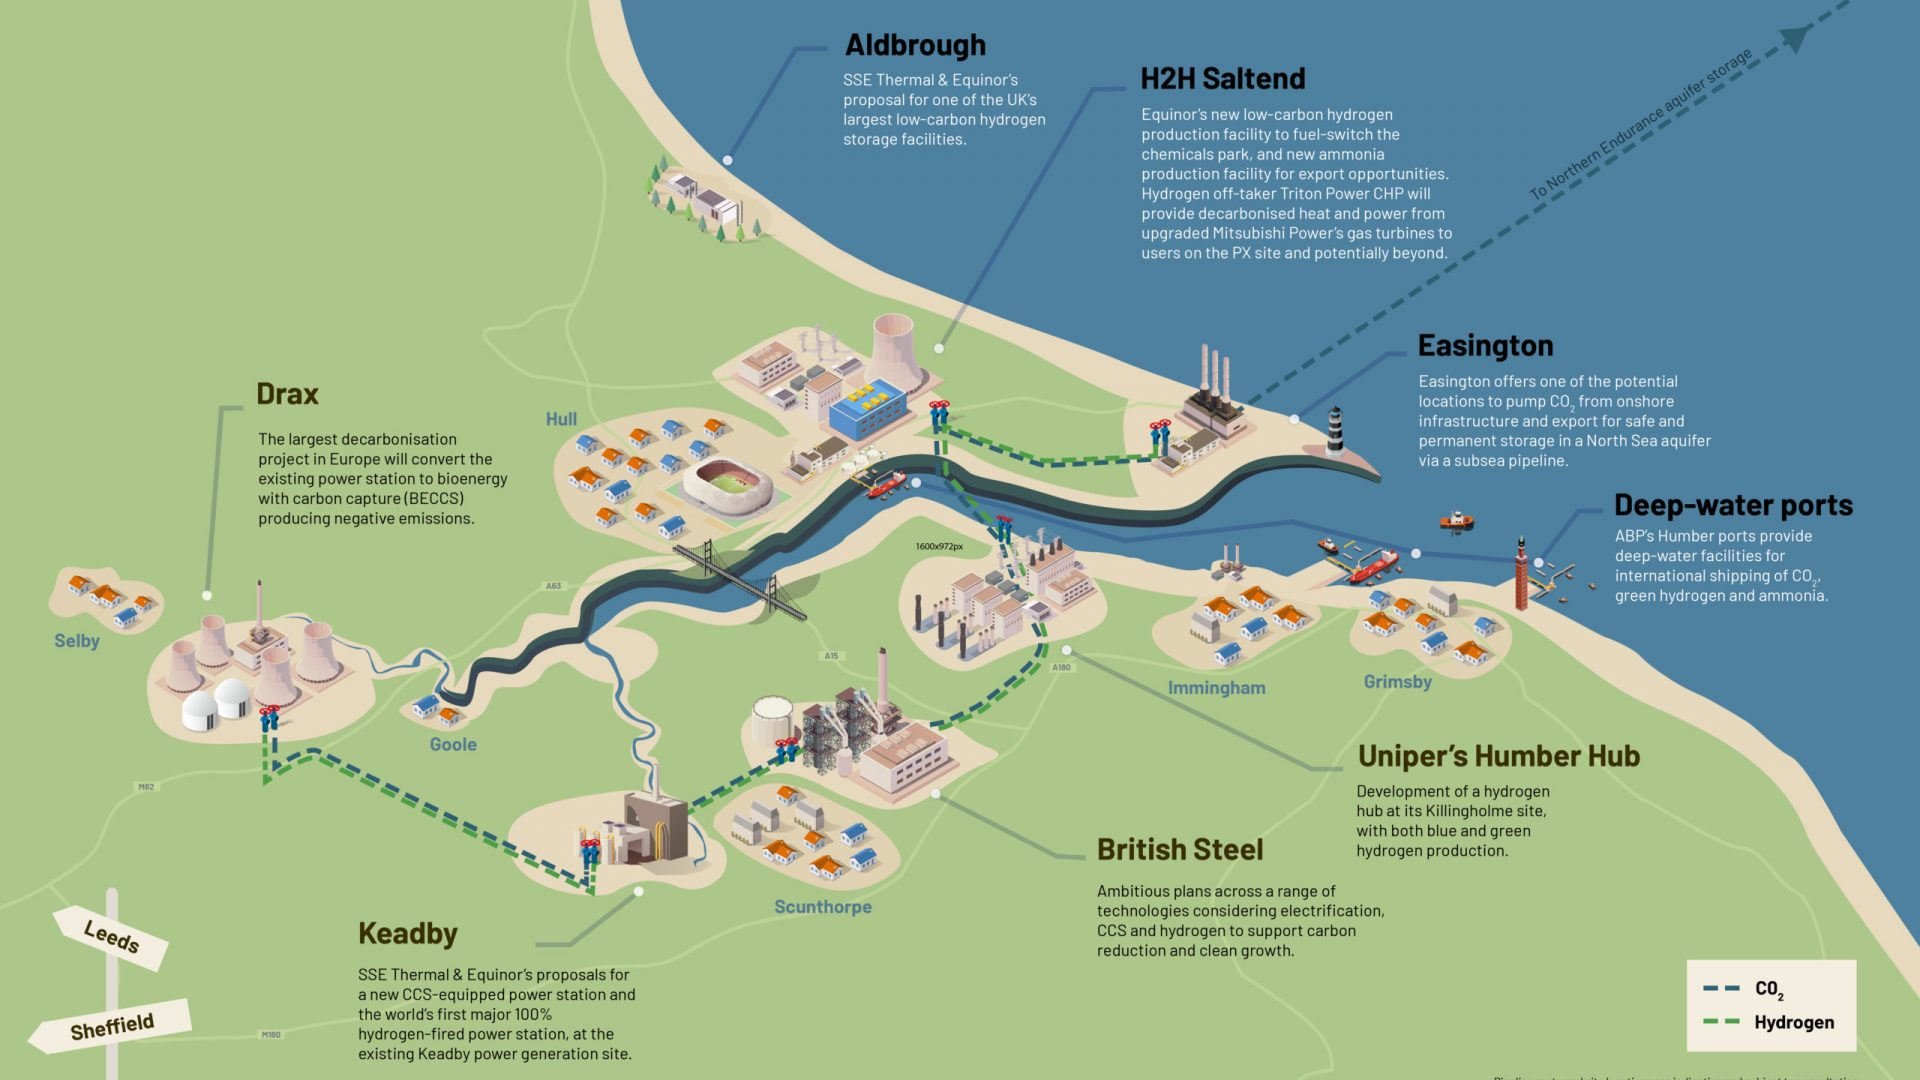 Aldbrough
SSE Thermal & Equinor's
proposal for one of the UK's
largest low-carbon hydrogen
storage facilities.
H2H Saltend
Equinor's new low-carbon hydrogen
production facility to fuel-switch the
chemicals park, and new ammonia
production facility for export opportunities.
Hydrogen off-taker Triton Power CHP will
provide decarbonised heat and power from
upgraded Mitsubishi Power's gas turbines to
users on the PX site and potentially beyond.
To Northern Endurance aquifer storage
Easington
Easington offers one of the potential
locations to pump CO₂ from onshore
infrastructure and export for safe and
permanent storage in a North Sea aquifer
via a subsea pipeline.
Drax
The largest decarbonisation
project in Europe will convert the
existing power station to bioenergy
with carbon capture (BECCS)
producing negative emissions.
Hull
Deep-water ports
ABP's Humber ports provide
deep-water facilities for
international shipping of CO₂,
green hydrogen and ammonia.
1600x972px
A63
Selby
A15
A180
Immingham
Grimsby
Goole
M62
Uniper's Humber Hub
Development of a hydrogen
hub at its Killingholme site,
with both blue and green
hydrogen production.
British Steel
Ambitious plans across a range of
technologies considering electrification,
CCS and hydrogen to support carbon
reduction and clean growth.
Scunthorpe
Keadby
SSE Thermal & Equinor's proposals for
a new CCS-equipped power station and
the world's first major 100%
hydrogen-fired power station, at the
existing Keadby power generation site.
Leeds
Sheffield
M180
CO₂
Hydrogen